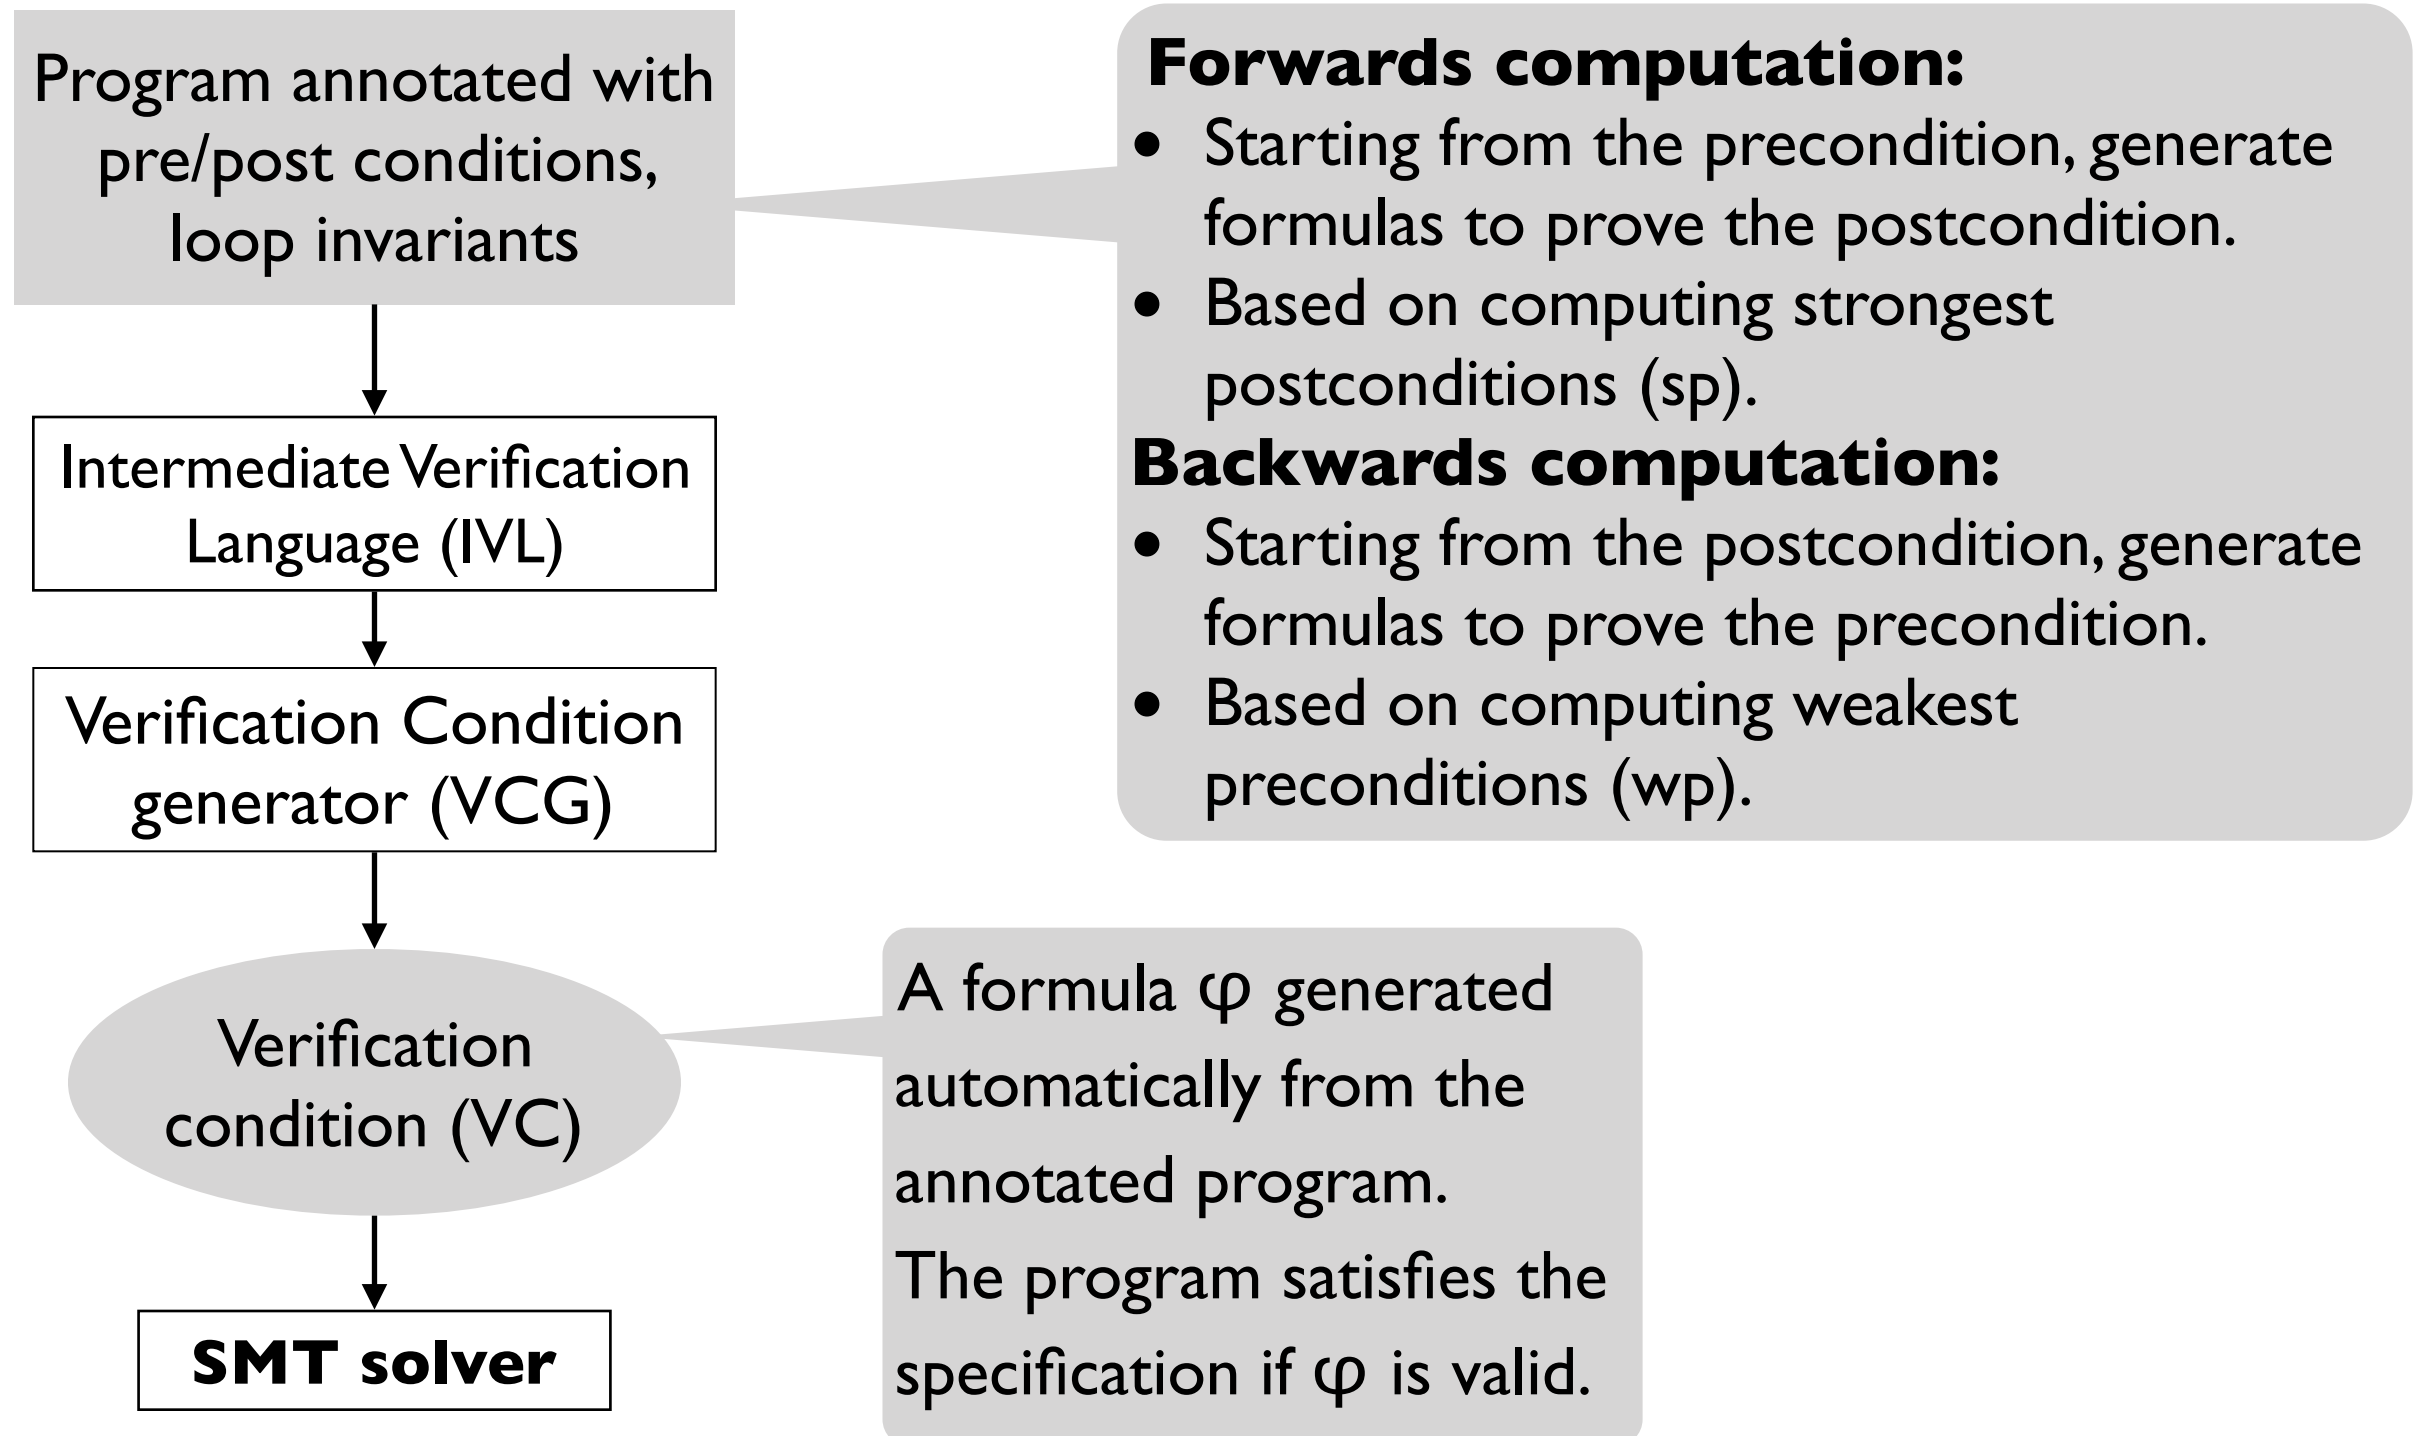 Program annotated with
pre/post conditions,
loop invariants
Intermediate Verification
Language (IVL)
Verification Condition
generator (VCG)
Verification
condition (VC)
SMT solver
Forwards computation:
• Starting from the precondition, generate
formulas to prove the postcondition.
• Based on computing strongest
postconditions (sp).
Backwards computation:
• Starting from the postcondition, generate
formulas to prove the precondition.
• Based on computing weakest
preconditions (wp).
A formula φ generated
automatically from the
annotated program.
The program satisfies the
specification if φ is valid.